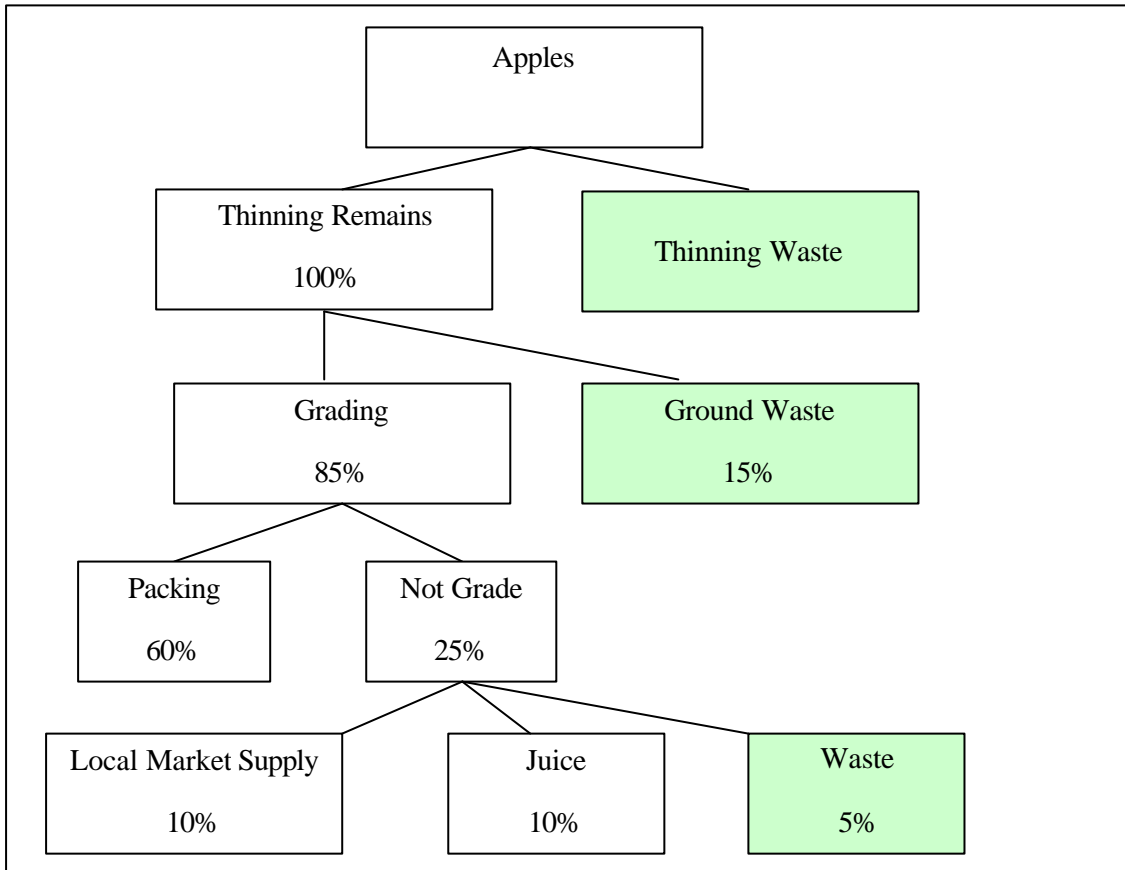 Apples
Thinning Remains
100%
Thinning Waste
Grading
85%
Ground Waste
15%
Packing
60%
Not Grade
25%
Local Market Supply
10%
Juice
10%
Waste
5%